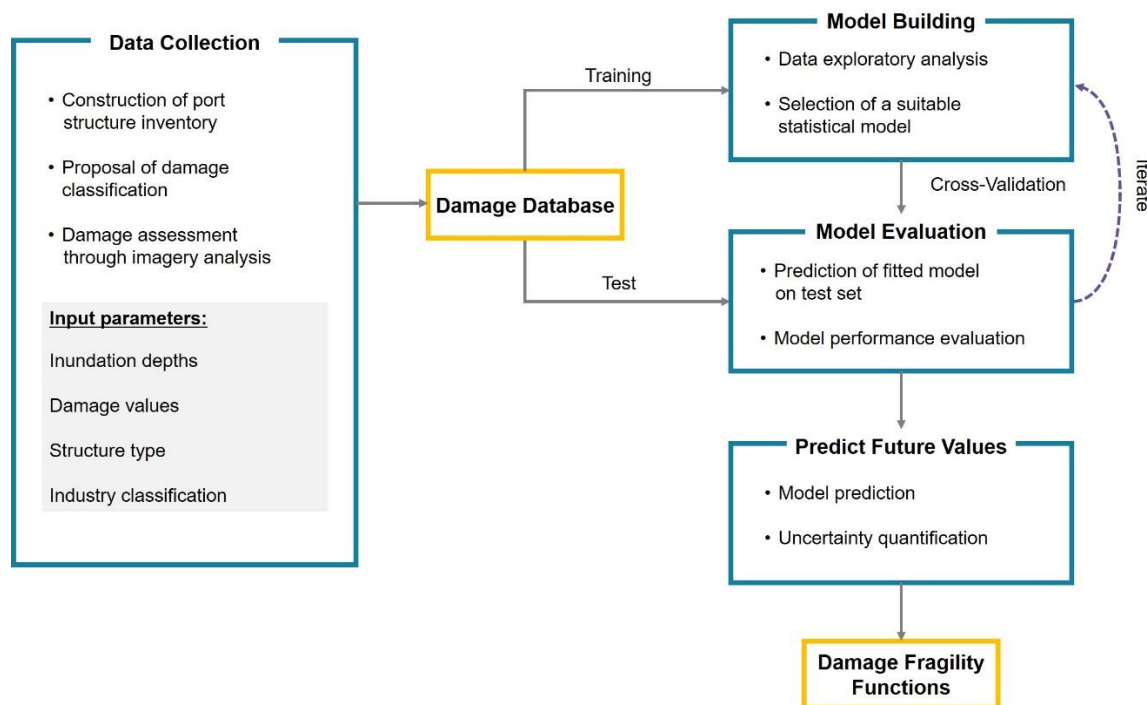 Data Collection
• Construction of port
structure inventory
• Proposal of damage
classification
• Damage assessment
through imagery analysis
Input parameters:
Inundation depths
Damage values
Structure type
Industry classification
Damage Database
Training
Test
Model Building
• Data exploratory analysis
• Selection of a suitable
statistical model
Cross-Validation
Iterate
Model Evaluation
• Prediction of fitted model
on test set
• Model performance evaluation
Predict Future Values
• Model prediction
• Uncertainty quantification
Damage Fragility
Functions